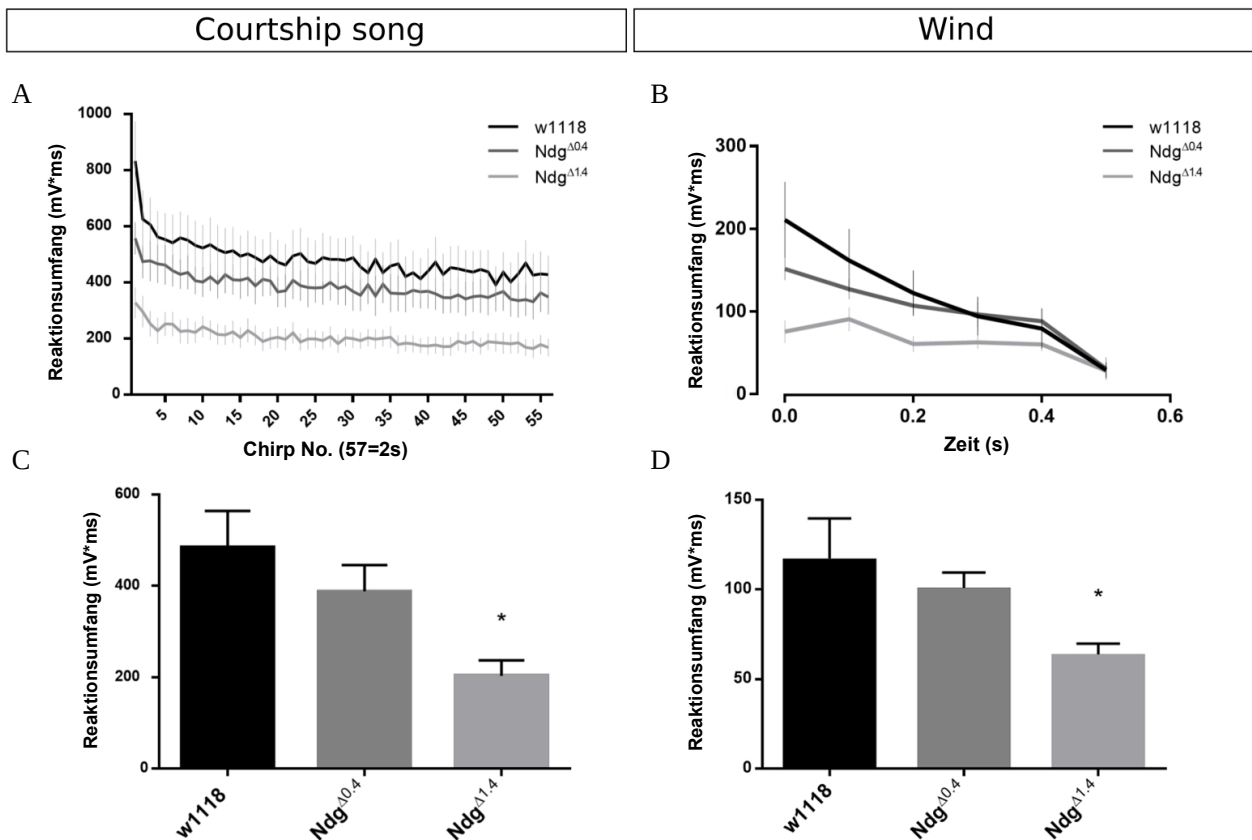 Courtship song
Wind
A
Reaktionsumfang (mV*ms)
1000
800
600
400
200
0
5 10 15 20 25 30 35 40 45 50 55
Chirp No. (57=2s)
w1118
Ndg^Δ0.4
Ndg^Δ1.4
B
Reaktionsumfang (mV*ms)
300
200
100
0
0.0 0.2 0.4 0.6
Zeit (s)
w1118
Ndg^Δ0.4
Ndg^Δ1.4
C
Reaktionsumfang (mV*ms)
600
400
200
0
*
w1118 Ndg^Δ0.4 Ndg^Δ1.4
D
Reaktionsumfang (mV*ms)
150
100
50
0
*
w1118 Ndg^Δ0.4 Ndg^Δ1.4